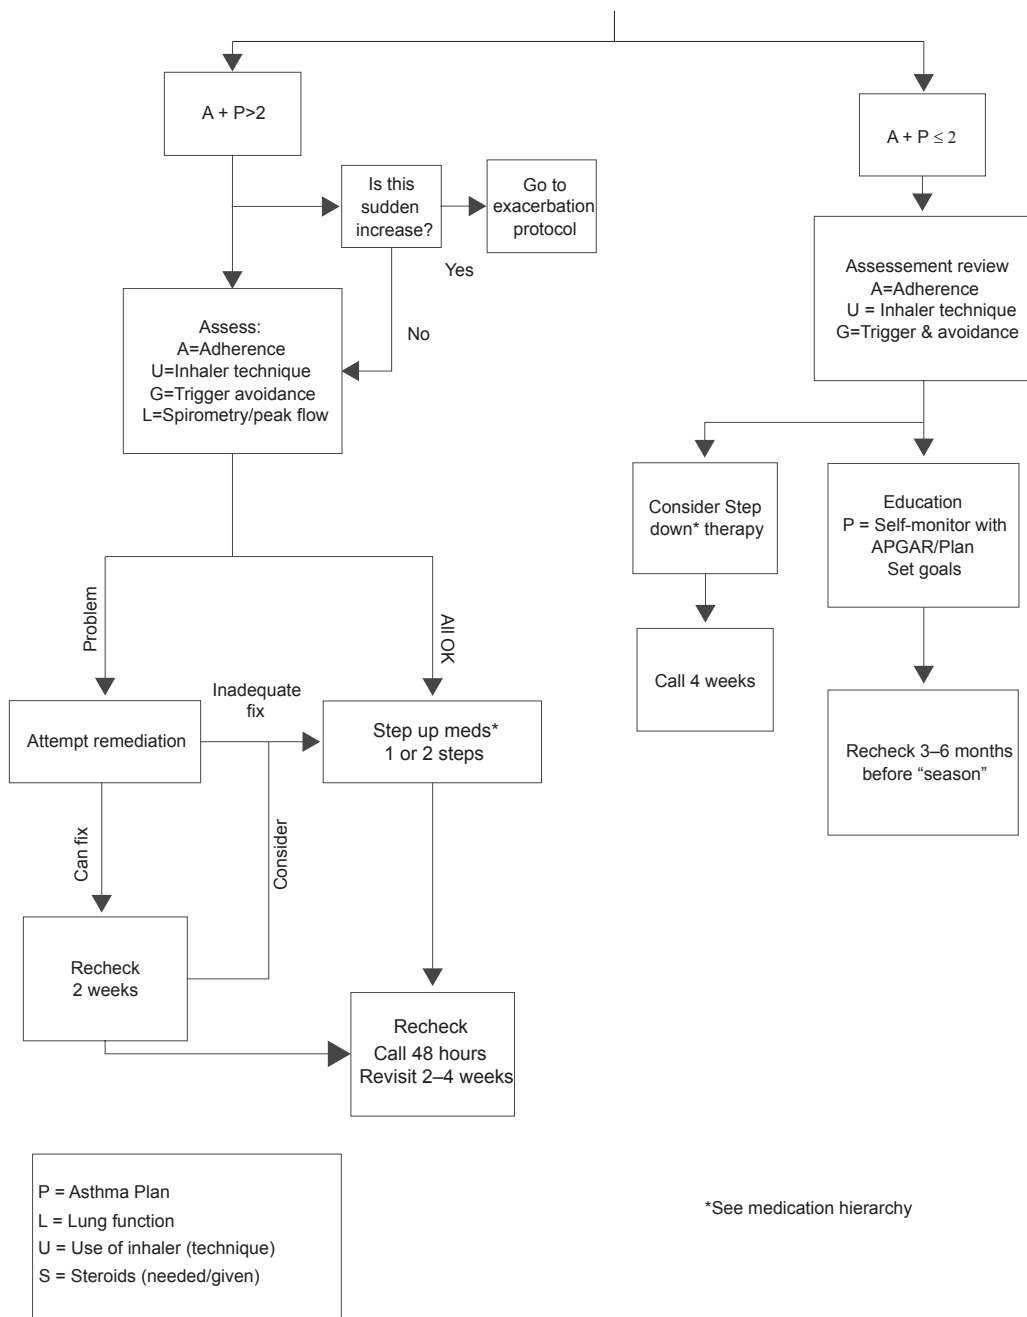 A + P>2
A + P ≤ 2
Is this
sudden
increase?
Go to
exacerbation
protocol
Yes
No
Assess:
A=Adherence
U=Inhaler technique
G=Trigger avoidance
L=Spirometry/peak flow
Assessement review
A=Adherence
U = Inhaler technique
G=Trigger & avoidance
Consider Step
down* therapy
Education
P = Self-monitor with
APGAR/Plan
Set goals
Call 4 weeks
Recheck 3–6 months
before “season”
Problem
All OK
Attempt remediation
Inadequate
fix
Step up meds*
1 or 2 steps
Can fix
Consider
Recheck
2 weeks
Recheck
Call 48 hours
Revisit 2–4 weeks
P = Asthma Plan
L = Lung function
U = Use of inhaler (technique)
S = Steroids (needed/given)
*See medication hierarchy